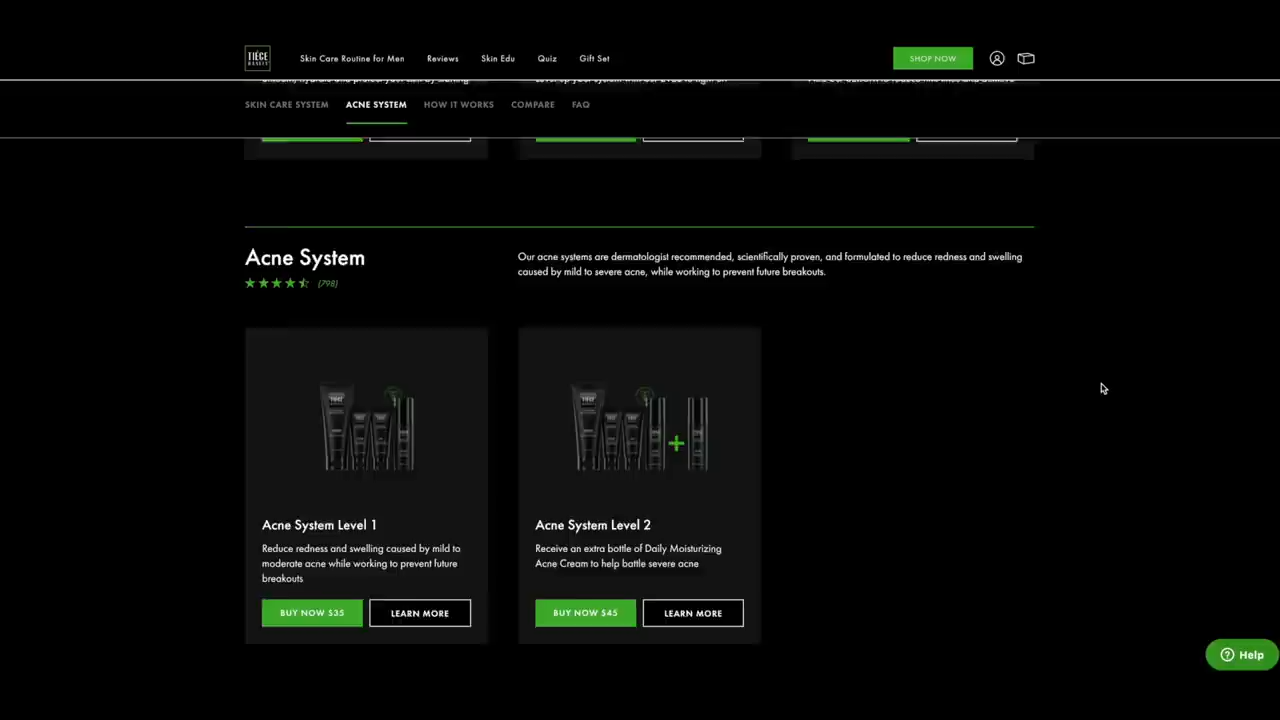 TIEGE
HANLEY
Skin Care Routine for Men
Reviews
Skin Edu
Quiz
Gift Set
SHOP NOW
SKIN CARE SYSTEM
ACNE SYSTEM
HOW IT WORKS
COMPARE
FAQ
Acne System
(798)
Our acne systems are dermatologist recommended, scientifically proven, and formulated to reduce redness and swelling
caused by mild to severe acne, while working to prevent future breakouts.
Acne System Level 1
Reduce redness and swelling caused by mild to
moderate acne while working to prevent future
breakouts
BUY NOW $35
LEARN MORE
Acne System Level 2
Receive an extra bottle of Daily Moisturizing
Acne Cream to help battle severe acne
BUY NOW $45
LEARN MORE
Help